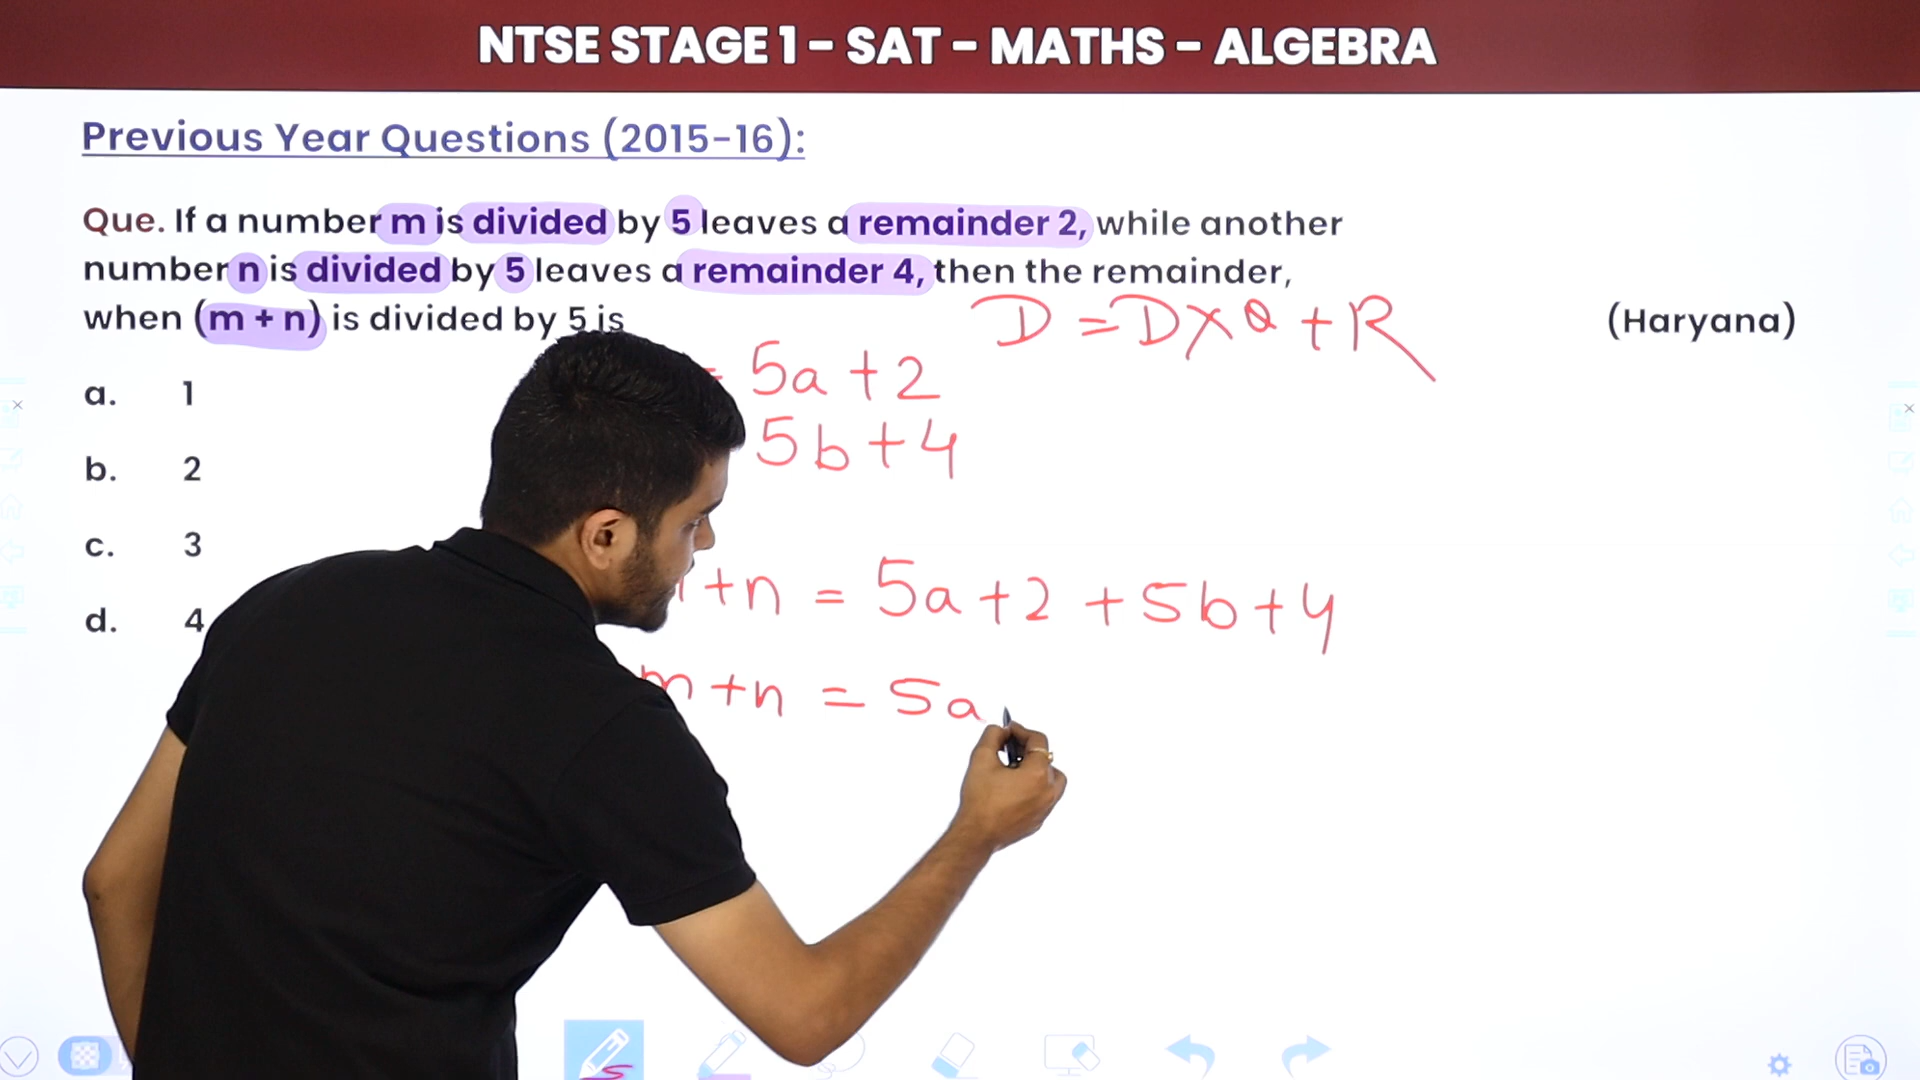 NTSE STAGE 1 - SAT - MATHS - ALGEBRA
Previous Year Questions (2015-16):
Que. If a number m is divided by 5 leaves a remainder 2, while another
number n is divided by 5 leaves a remainder 4, then the remainder,
when (m + n) is divided by 5 is
(Haryana)
D = D × Q + R
a. 1
= 5a + 2
b. 2
5b + 4
c. 3
+ n = 5a + 2 + 5b + 4
d. 4
m + n = 5a